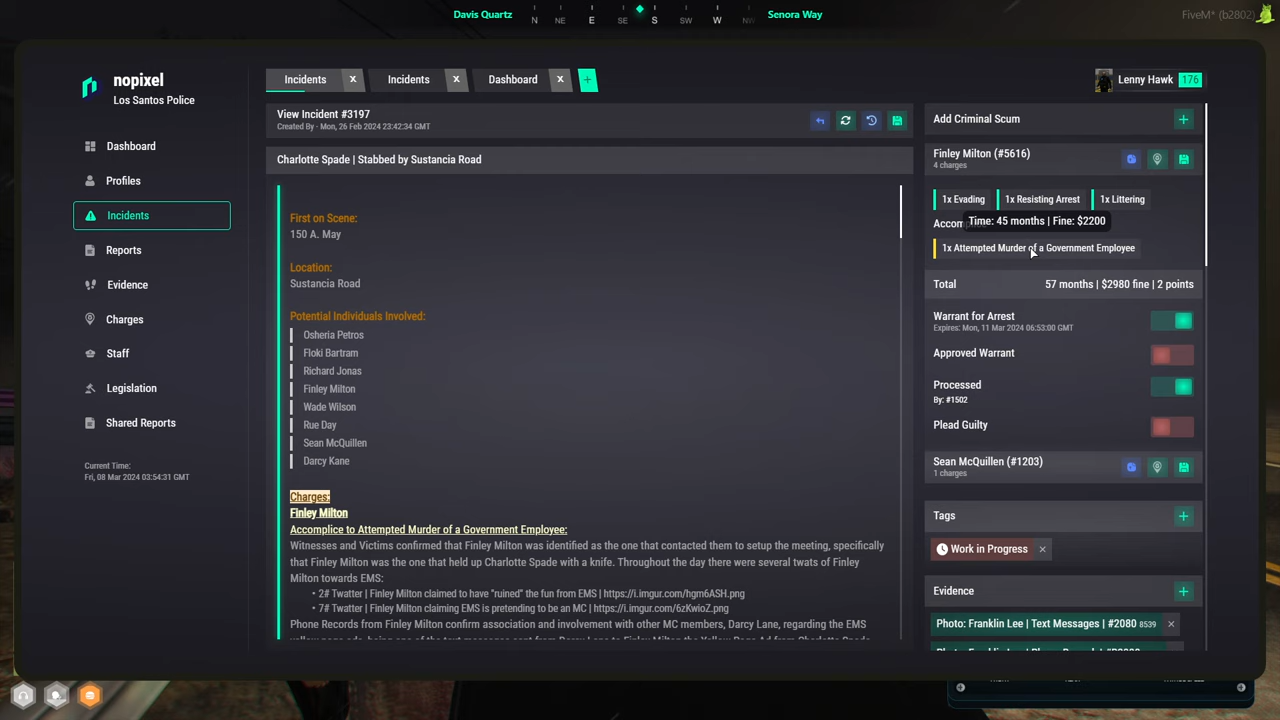 Davis Quartz
N NE E SE S SW W NW
Senora Way
FiveM* (b2802)
nopixel
Los Santos Police
Incidents x
Incidents x
Dashboard x
+
Lenny Hawk 176
Dashboard
Profiles
Incidents
Reports
Evidence
Charges
Staff
Legislation
Shared Reports
Current Time:
Fri, 08 Mar 2024 03:54:31 GMT
View Incident #3197
Created By · Mon, 26 Feb 2024 23:42:34 GMT
Charlotte Spade | Stabbed by Sustancia Road
First on Scene:
150 A. May
Location:
Sustancia Road
Potential Individuals Involved:
Osheria Petros
Floki Bartram
Richard Jonas
Finley Milton
Wade Wilson
Rue Day
Sean McQuillen
Darcy Kane
Charges:
Finley Milton
Accomplice to Attempted Murder of a Government Employee:
Witnesses and Victims confirmed that Finley Milton was identified as the one that contacted them to setup the meeting, specifically
that Finley Milton was the one that held up Charlotte Spade with a knife. Throughout the day there were several twats of Finley
Milton towards EMS:
• 2# Twatter | Finley Milton claimed to have "ruined" the fun from EMS | https://i.imgur.com/hgm6ASH.png
• 7# Twatter | Finley Milton claiming EMS is pretending to be an MC | https://i.imgur.com/6zKwioZ.png
Phone Records from Finley Milton confirm association and involvement with other MC members, Darcy Lane, regarding the EMS
Add Criminal Scum
Finley Milton (#5616)
4 charges
1x Evading
1x Resisting Arrest
1x Littering
Time: 45 months | Fine: $2200
1x Attempted Murder of a Government Employee
Total 57 months | $2980 fine | 2 points
Warrant for Arrest
Expires: Mon, 11 Mar 2024 06:53:00 GMT
Approved Warrant
Processed
By: #1502
Plead Guilty
Sean McQuillen (#1203)
1 charges
Tags
Work in Progress x
Evidence
Photo: Franklin Lee | Text Messages | #2080 8539 x